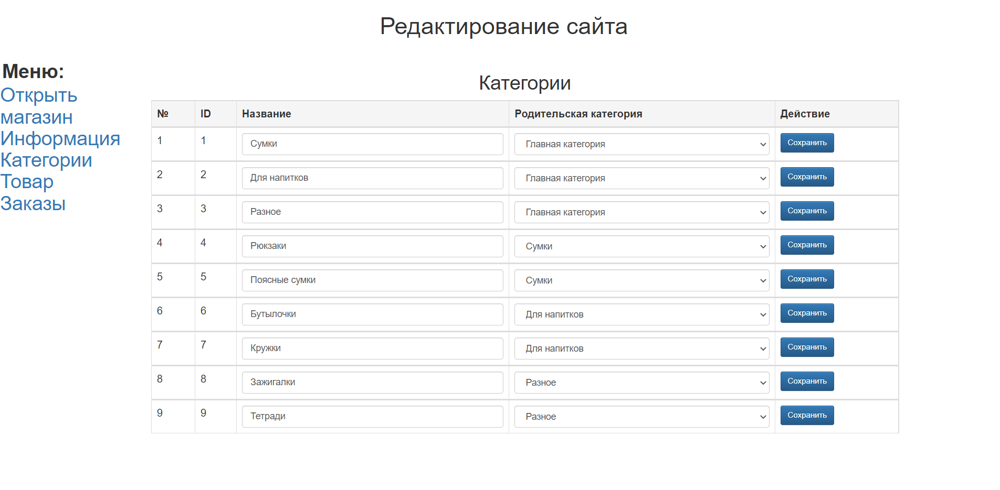 Редактирование сайта
Меню:
Открыть
магазин
Информация
Категории
Товар
Заказы
Категории
№ ID Название Родительская категория Действие
1 1 Сумки Главная категория Сохранить
2 2 Для напитков Главная категория Сохранить
3 3 Разное Главная категория Сохранить
4 4 Рюкзаки Сумки Сохранить
5 5 Поясные сумки Сумки Сохранить
6 6 Бутылочки Для напитков Сохранить
7 7 Кружки Для напитков Сохранить
8 8 Зажигалки Разное Сохранить
9 9 Тетради Разное Сохранить